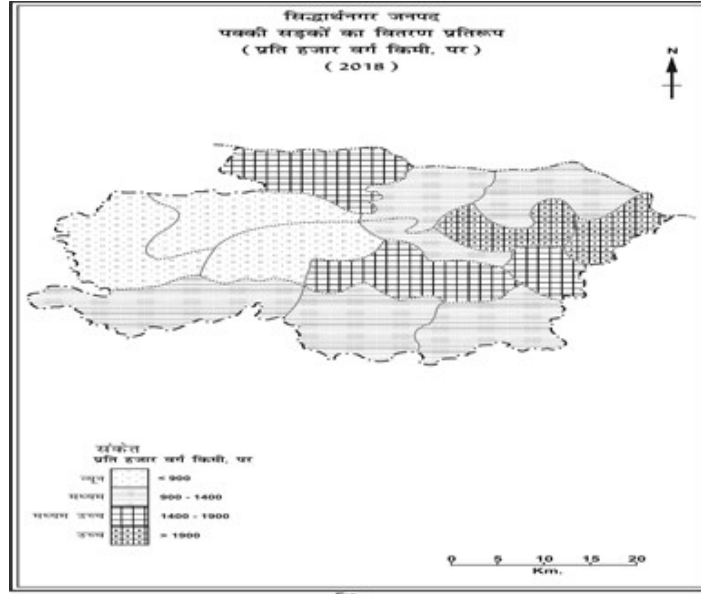 सिद्धार्थनगर जनपद
पक्की सड़कों का वितरण प्रतिरूप
( प्रति हजार वर्ग किमी. पर )
( 2018 )
N
संकेत
प्रति हजार वर्ग किमी. पर
न्यून < 900
मध्यम 900 - 1400
मध्यम उच्च 1400 - 1900
उच्च > 1900
0 5 10 15 20
Km.